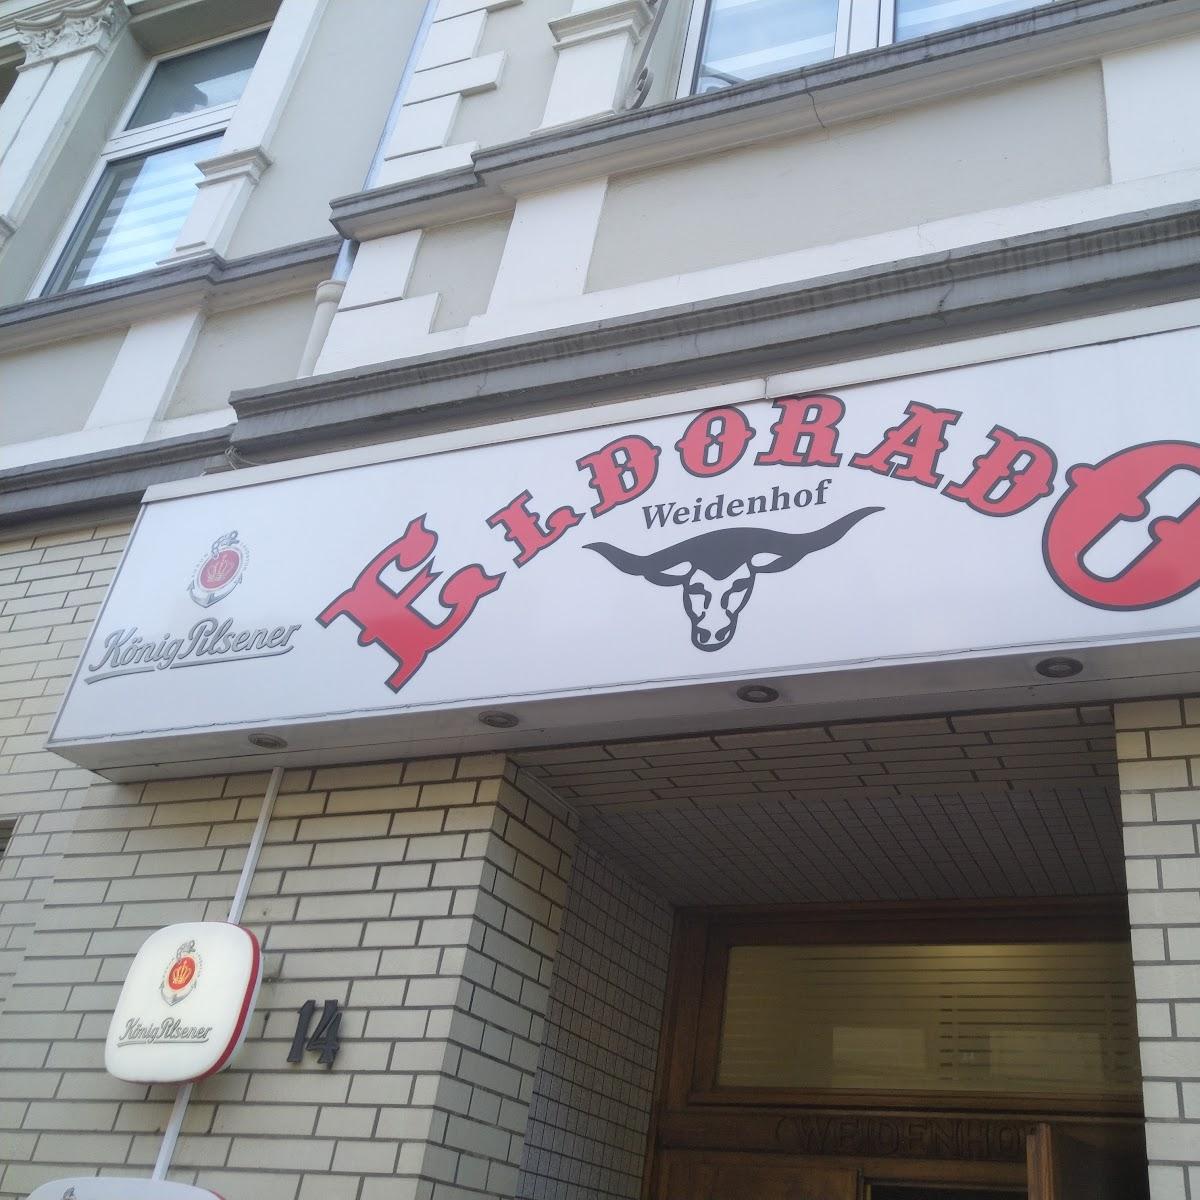 ELDORADO
Weidenhof
König Pilsener
König Pilsener
14
WEIDENHOF